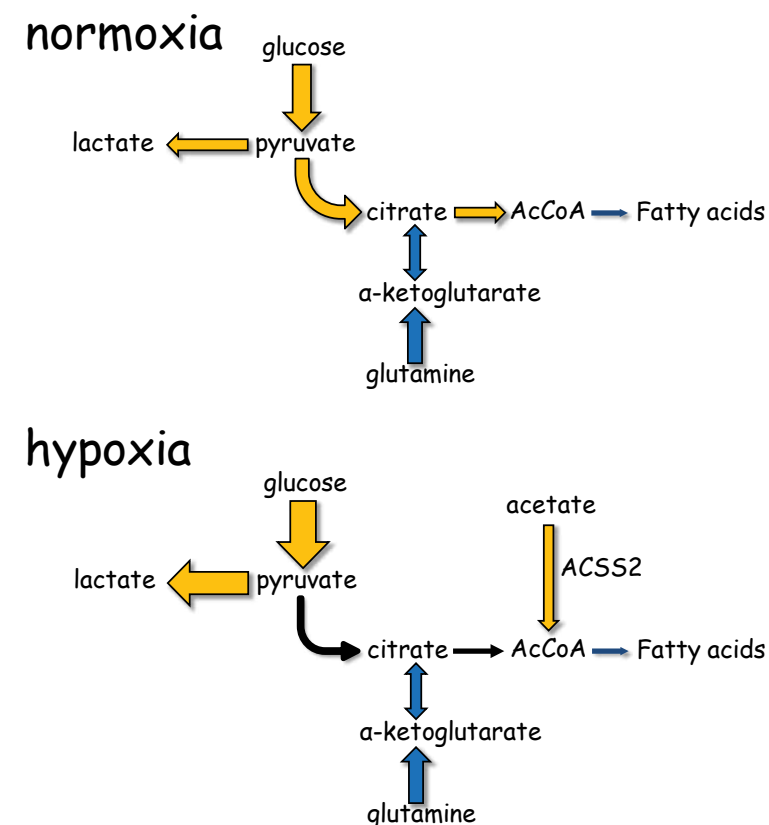 normoxia
glucose
lactate pyruvate
citrate AcCoA Fatty acids
α-ketoglutarate
glutamine
hypoxia
glucose
acetate
ACSS2
lactate pyruvate
citrate AcCoA Fatty acids
α-ketoglutarate
glutamine